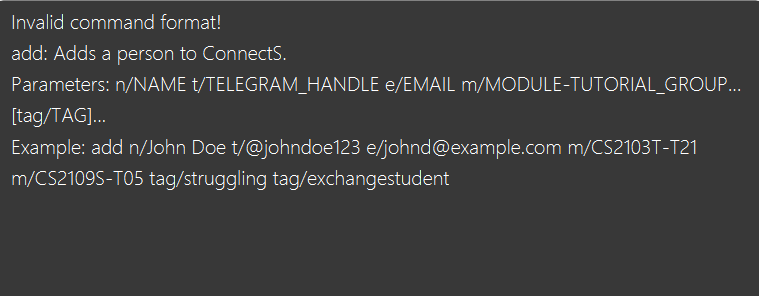 Invalid command format!
add: Adds a person to ConnectS.
Parameters: n/NAME t/TELEGRAM_HANDLE e/EMAIL m/MODULE-TUTORIAL_GROUP...
[tag/TAG]...
Example: add n/John Doe t/@johndoe123 e/johnd@example.com m/CS2103T-T21
m/CS2109S-T05 tag/struggling tag/exchangestudent